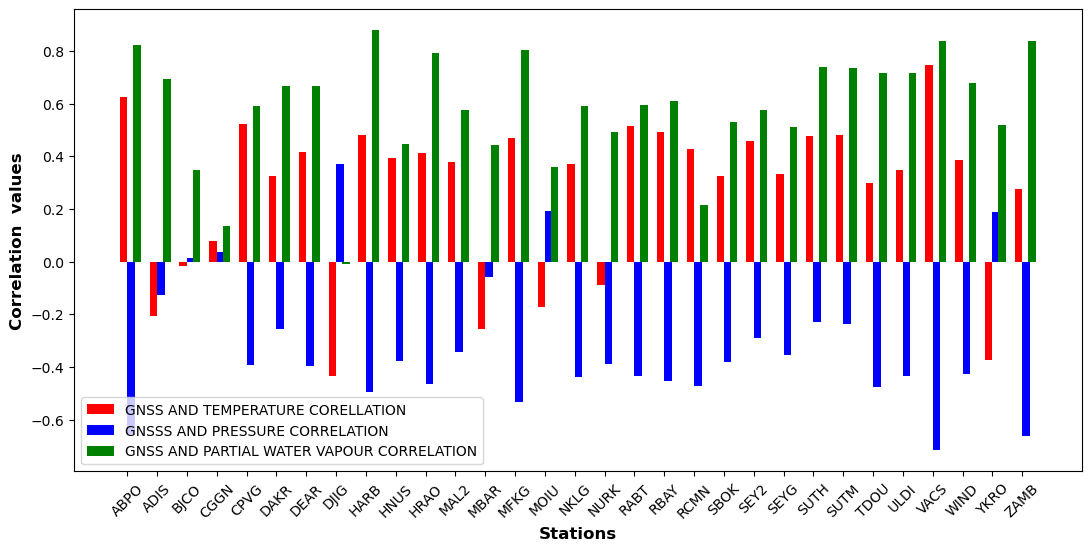 Correlation  values
0.8
0.6
0.4
0.2
0.0
−0.2
−0.4
−0.6
GNSS AND TEMPERATURE CORELLATION
GNSSS AND PRESSURE CORRELATION
GNSS AND PARTIAL WATER VAPOUR CORRELATION
ABPO ADIS BJCO CGGN CPVG DAKR DEAR DJIG HARB HNUS HRAO MAL2 MBAR MFKG MOIU NKLG NURK RABT RBAY RCMN SBOK SEY2 SEYG SUTH SUTM TDOU ULDI VACS WIND YKRO ZAMB
Stations